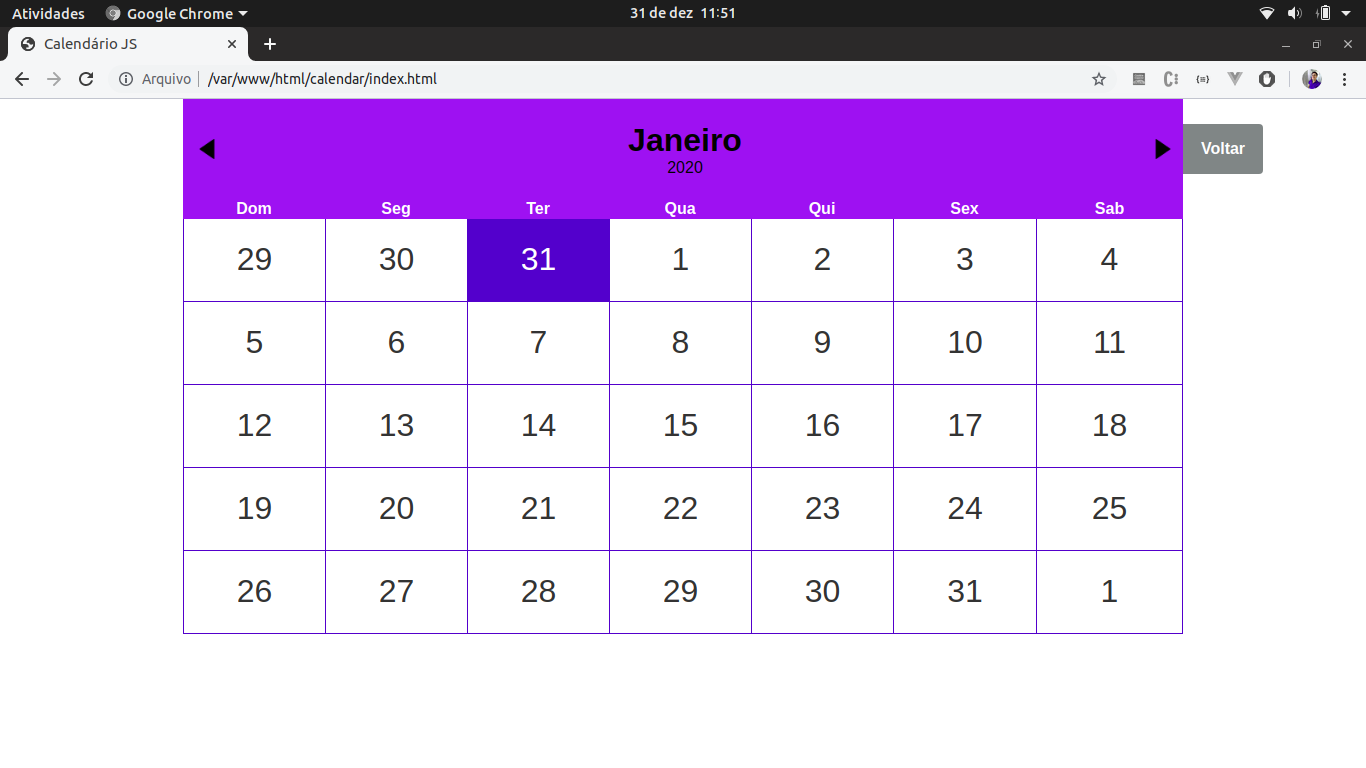 Atividades Google Chrome 31 de dez 11:51
Calendário JS
Arquivo /var/www/html/calendar/index.html
Janeiro
2020
Voltar
Dom Seg Ter Qua Qui Sex Sab
29 30 31 1 2 3 4
5 6 7 8 9 10 11
12 13 14 15 16 17 18
19 20 21 22 23 24 25
26 27 28 29 30 31 1